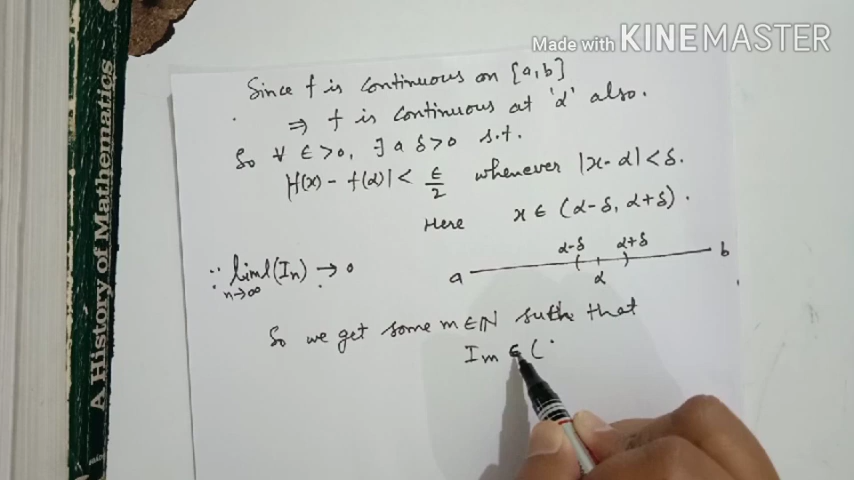 Made with KINEMASTER
A History of Mathematics
Since f is continuous on [a,b]
⇒ f is continuous at 'α' also.
So ∀ ε>0, ∃ a δ>0 s.t.
|f(x) - f(α)| < ε/2 whenever |x-α| < δ.
Here x ∈ (α-δ, α+δ).
α-δ α+δ
a b
α
∵ lim l(In) → 0
n→∞
So we get some m∈ℕ such that
Im ∈ (